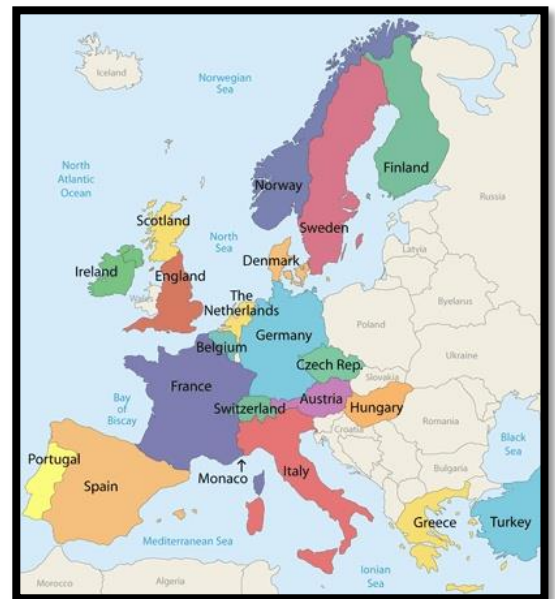 Iceland
Norwegian
Sea
North
Atlantic
Ocean
Norway
Finland
Russia
Sweden
Scotland
North
Sea
Denmark
Latvia
Ireland
England
Wales
The
Netherlands
Byelarus
Poland
Germany
Belgium
Czech Rep.
Ukraine
Slovakia
France
Austria
Bay
of
Biscay
Switzerland
Hungary
Croatia
Romania
Black
Sea
Portugal
Spain
Monaco
Italy
Bulgaria
Greece
Turkey
Mediterranean Sea
Ionian
Sea
Morocco
Algeria